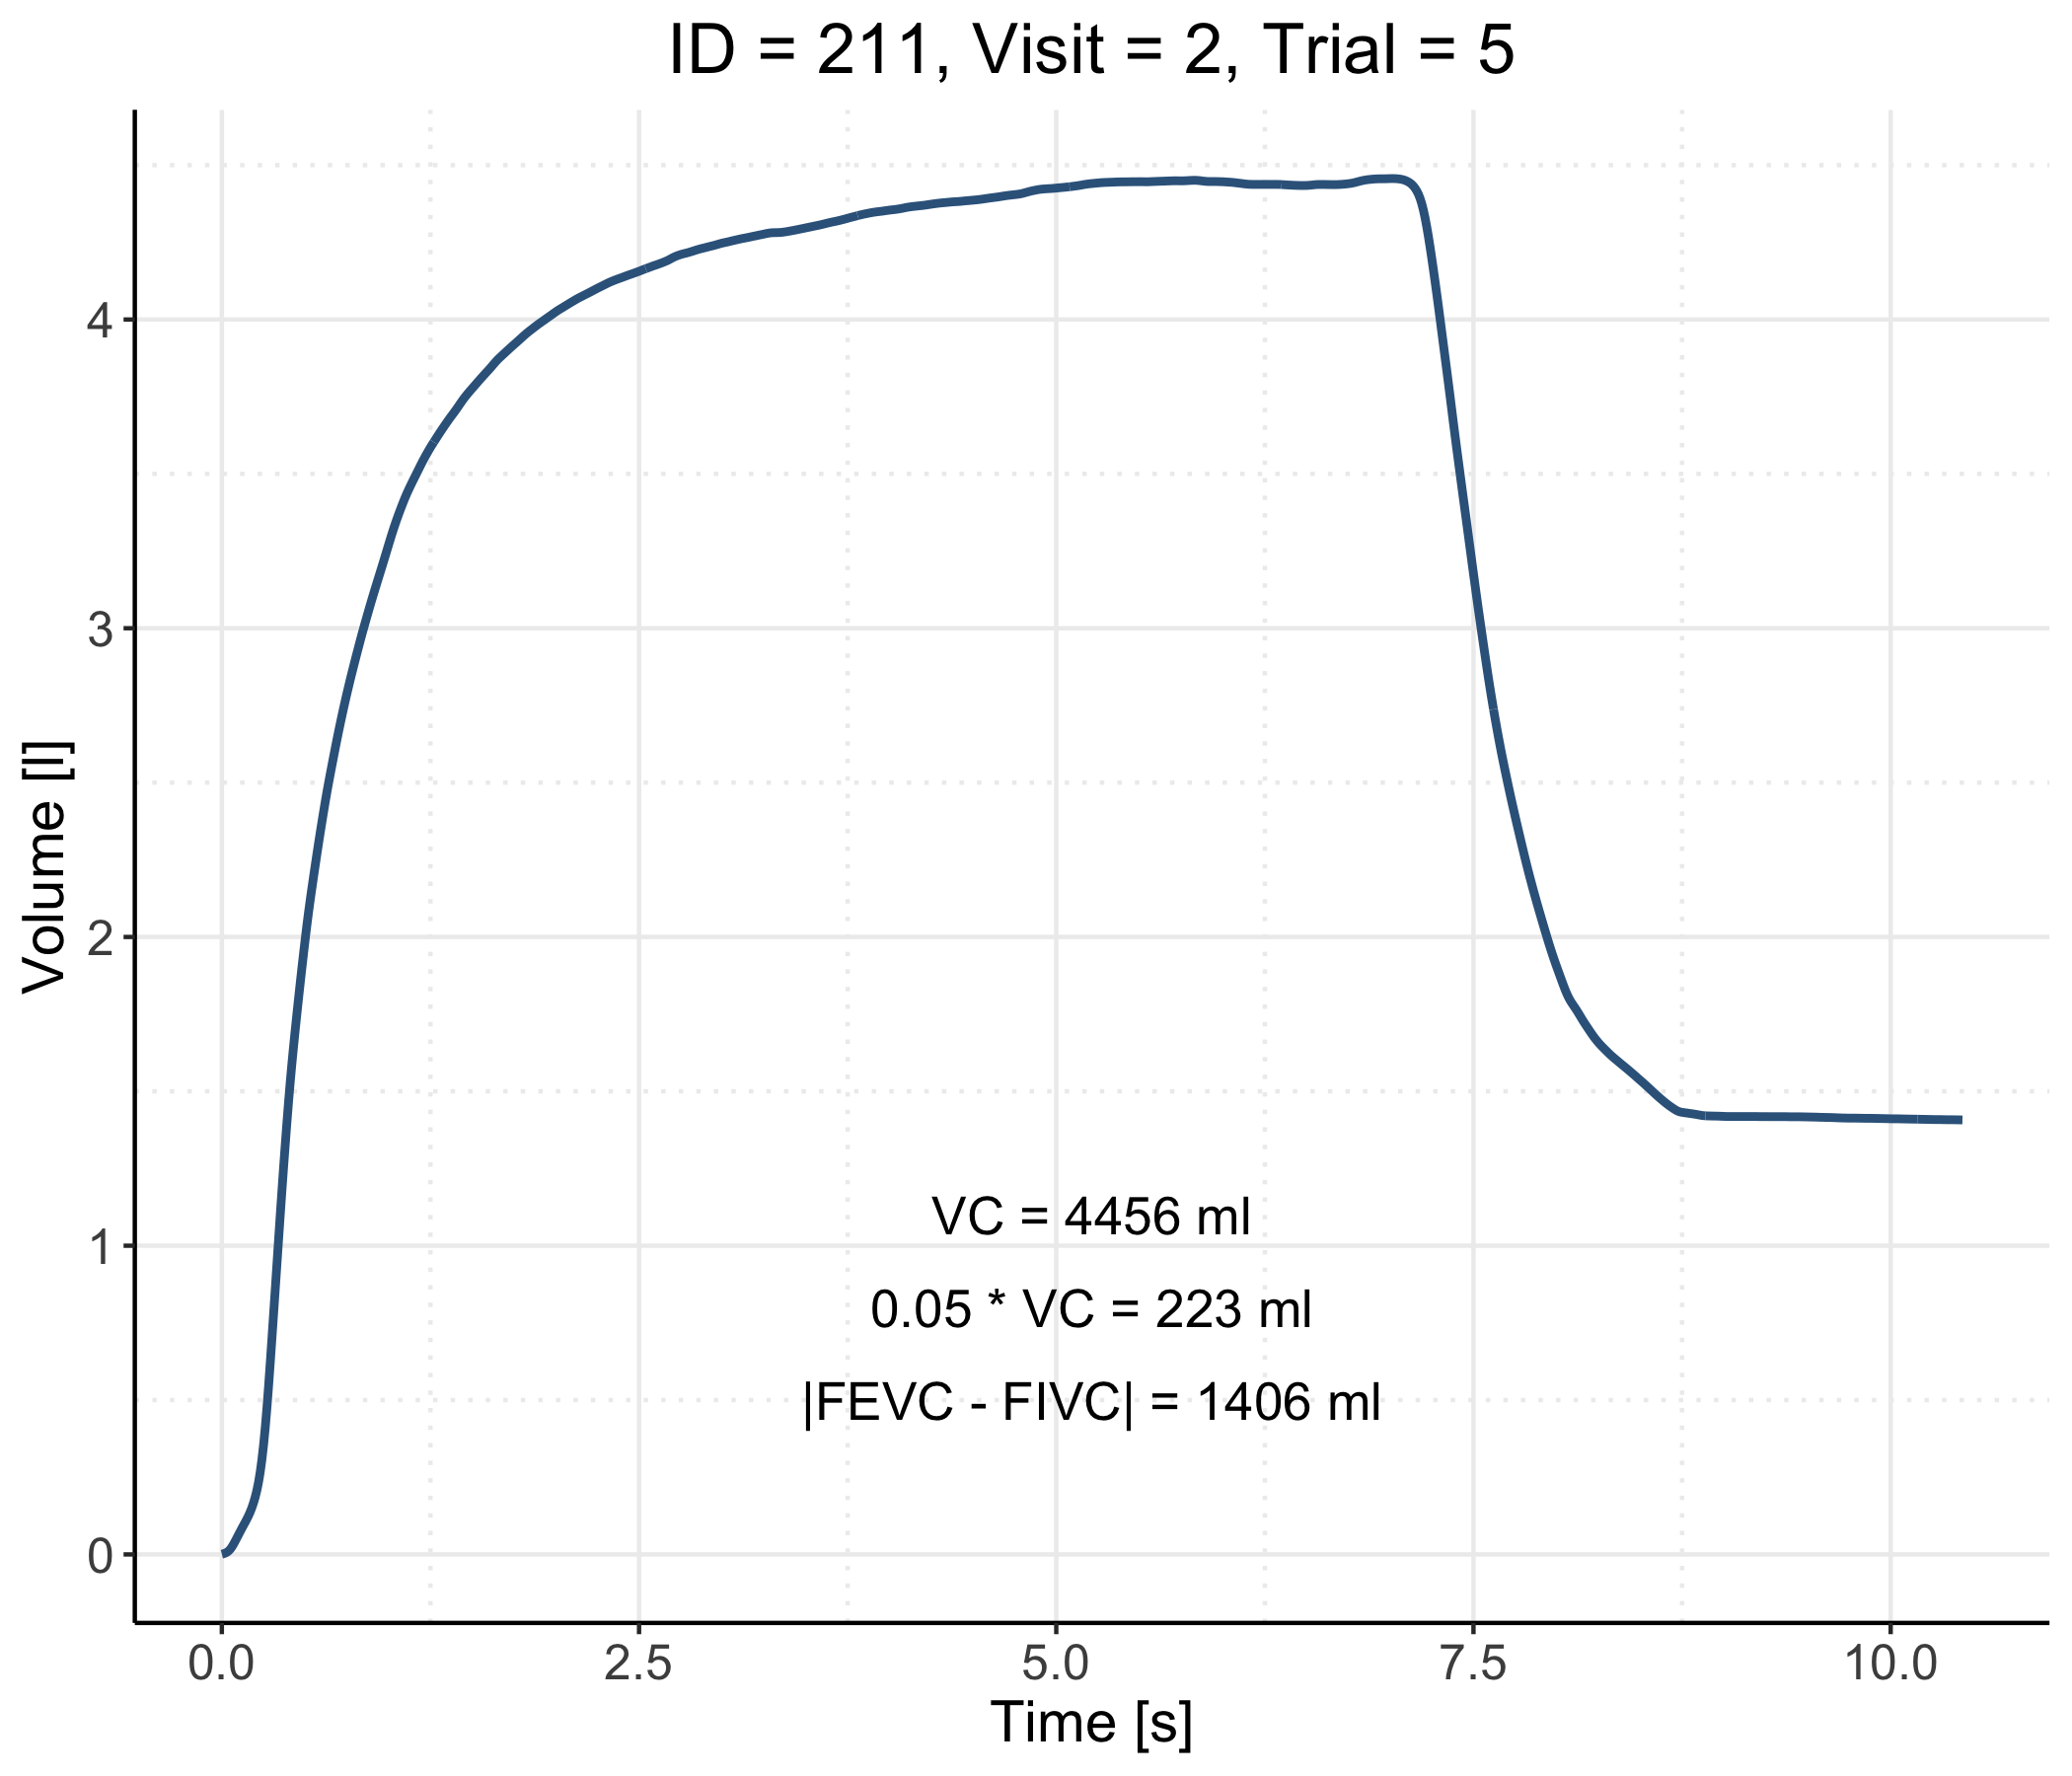 ID = 211, Visit = 2, Trial = 5
Volume [l]
4
3
2
1
0
VC = 4456 ml
0.05 * VC = 223 ml
|FEVC - FIVC| = 1406 ml
0.0 2.5 5.0 7.5 10.0
Time [s]